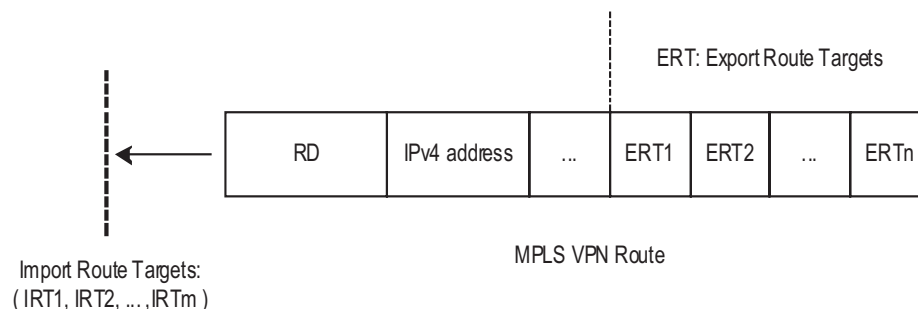 ERT: Export Route Targets
RD
IPv4 address
...
ERT1
ERT2
...
ERTn
MPLS VPN Route
Import Route Targets:
( IRT1, IRT2, ... ,IRTm )